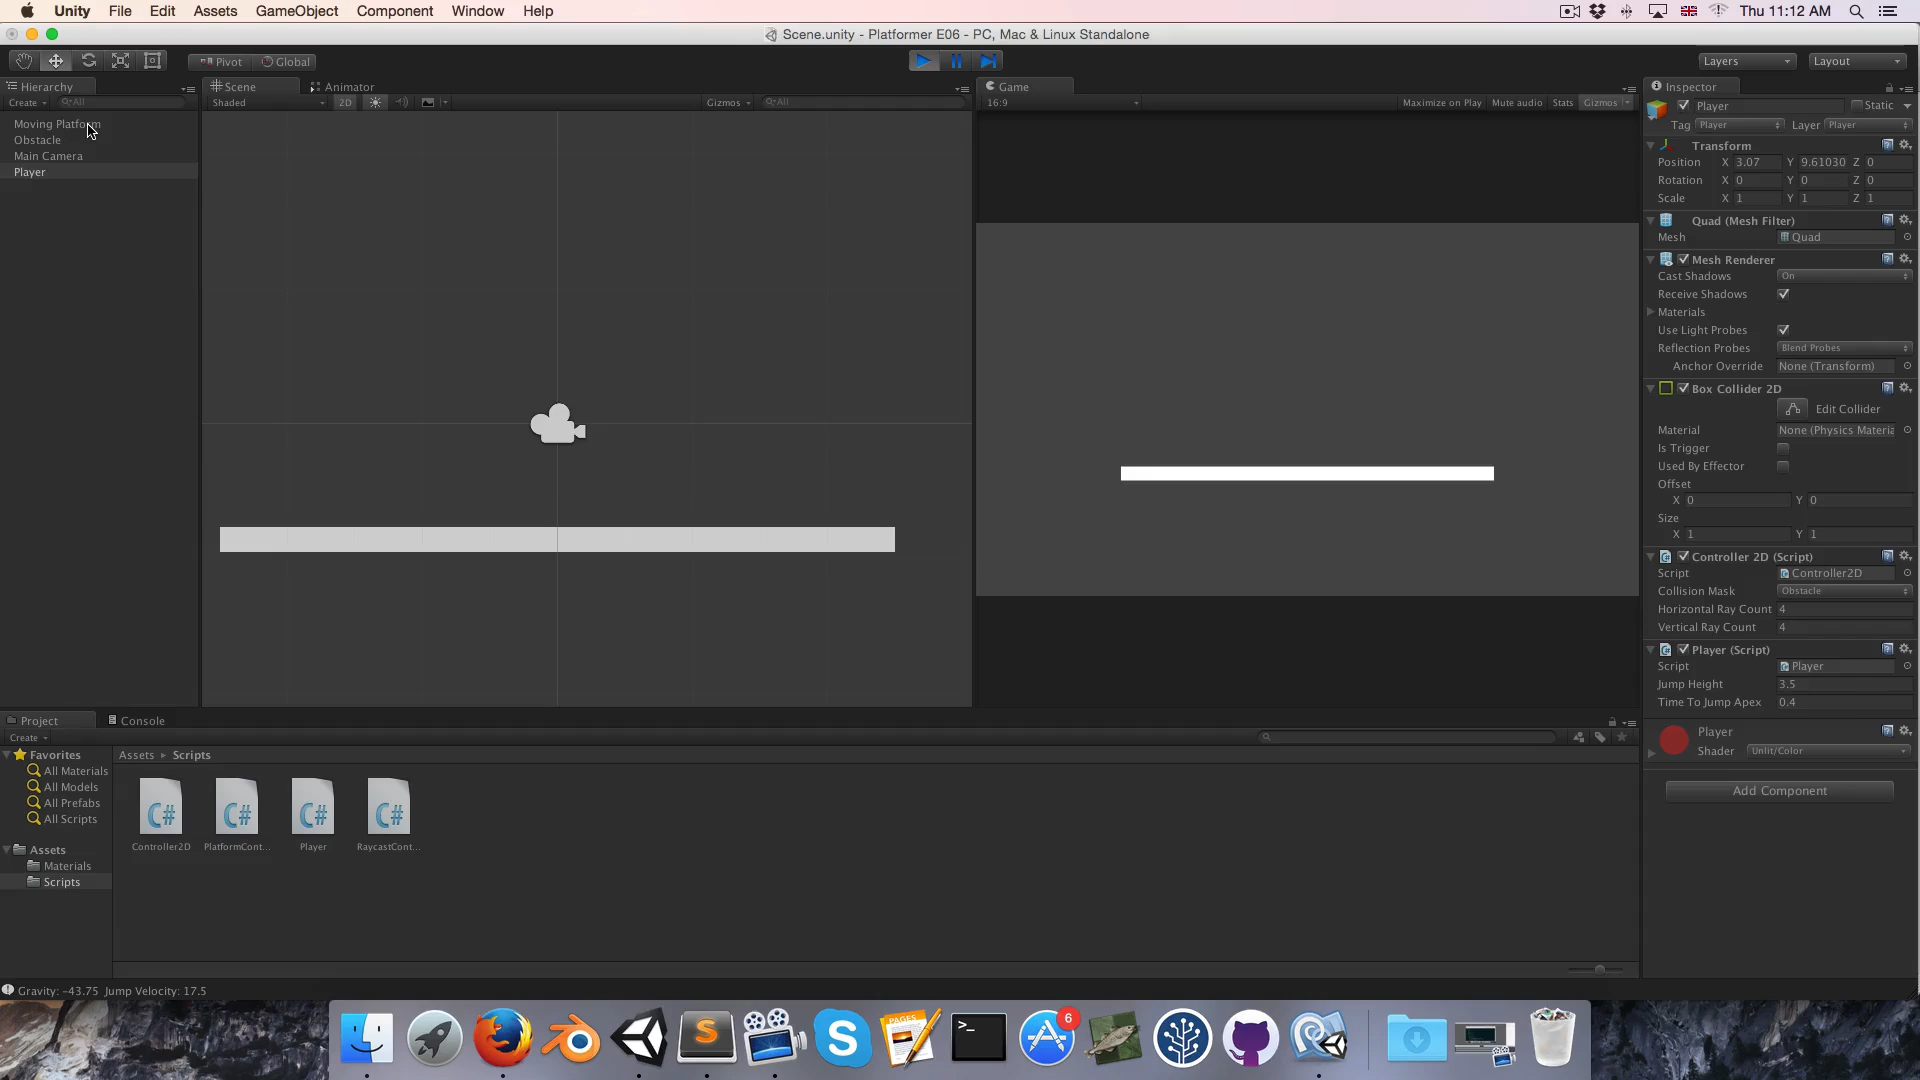 Unity File Edit Assets GameObject Component Window Help Thu 11:12 AM
Scene.unity - Platformer E06 - PC, Mac & Linux Standalone
Pivot Global Layers Layout
Hierarchy Scene Animator Game Inspector
Create All Shaded 2D Gizmos All 16:9 Maximize on Play Mute audio Stats Gizmos
Player Static
Tag Player Layer Player
Moving Platform
Obstacle
Main Camera
Player
Transform
Position X 3.07 Y 9.61030 Z 0
Rotation X 0 Y 0 Z 0
Scale X 1 Y 1 Z 1
Quad (Mesh Filter)
Mesh Quad
Mesh Renderer
Cast Shadows On
Receive Shadows
Materials
Use Light Probes
Reflection Probes Blend Probes
Anchor Override None (Transform)
Box Collider 2D
Edit Collider
Material None (Physics Materia
Is Trigger
Used By Effector
Offset
X 0 Y 0
Size
X 1 Y 1
Controller 2D (Script)
Script Controller2D
Collision Mask Obstacle
Horizontal Ray Count 4
Vertical Ray Count 4
Player (Script)
Script Player
Jump Height 3.5
Time To Jump Apex 0.4
Player
Shader Unlit/Color
Add Component
Project Console
Create
Favorites
All Materials
All Models
All Prefabs
All Scripts
Assets
Materials
Scripts
Assets Scripts
C# C# C# C#
Controller2D PlatformCont... Player RaycastCont...
Gravity: -43.75 Jump Velocity: 17.5
PAGES
6